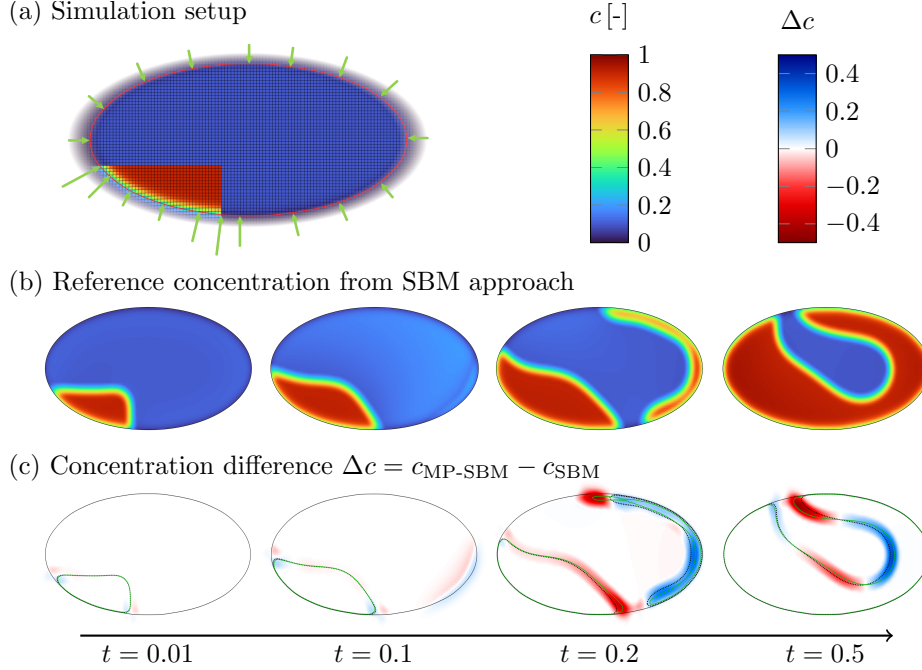 (a) Simulation setup
c [-]
Δc
1
0.8
0.6
0.4
0.2
0
0.4
0.2
0
−0.2
−0.4
(b) Reference concentration from SBM approach
(c) Concentration difference Δc = c_MP-SBM − c_SBM
t = 0.01
t = 0.1
t = 0.2
t = 0.5